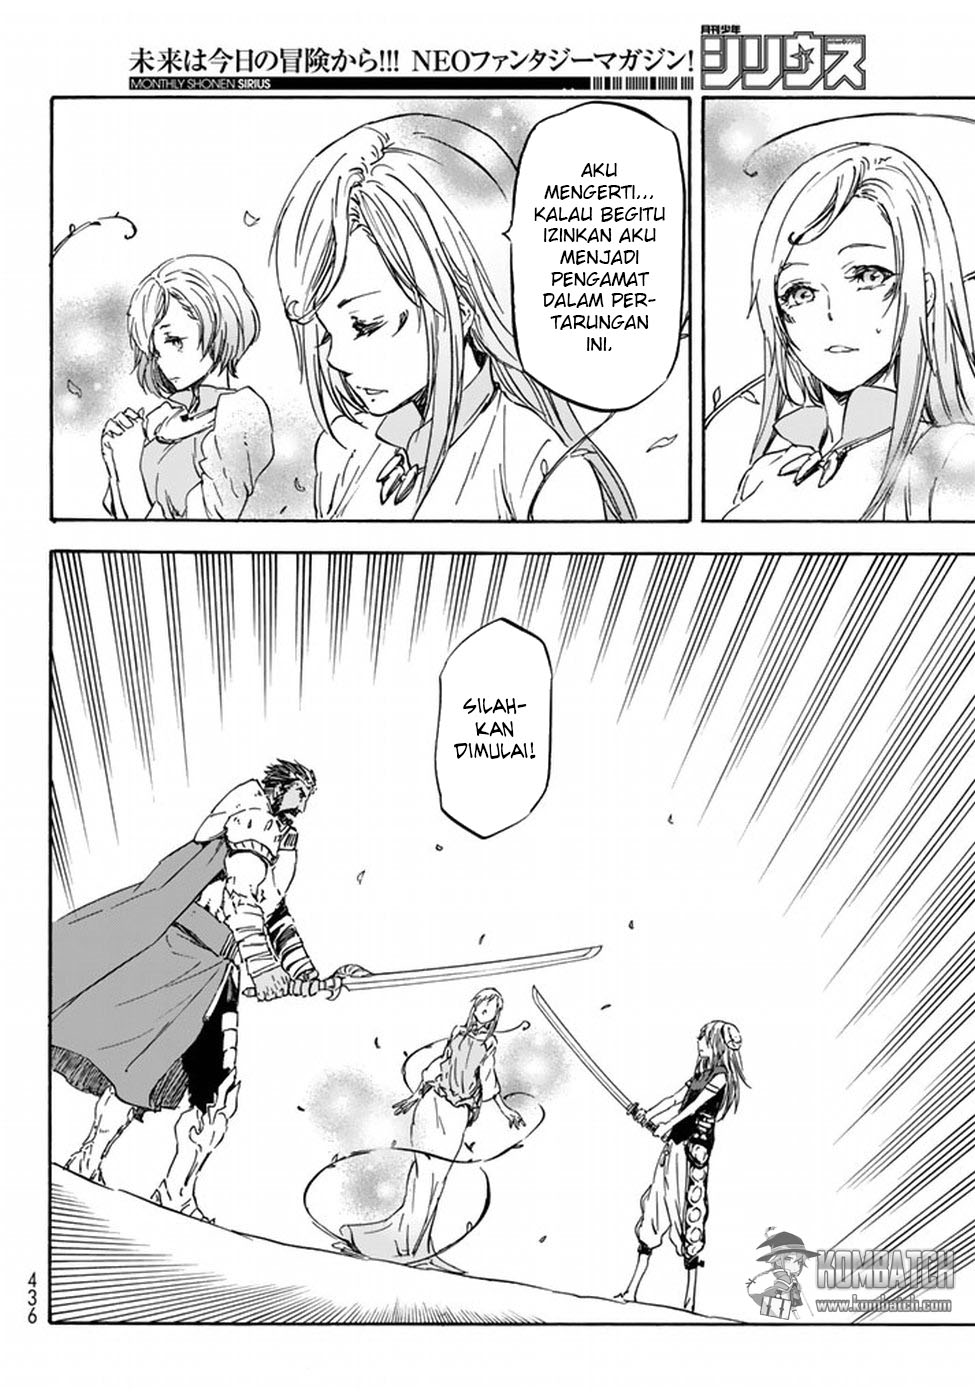 未来は今日の冒険から!!! NEOファンタジーマガジン!
月刊少年
シリウス
MONTHLY SHONEN SIRIUS
AKU
MENGERTI...
KALAU BEGITU
IZINKAN AKU
MENJADI
PENGAMAT
DALAM PER-
TARUNGAN
INI.
SILAH-
KAN
DIMULAI!
436
KOMBATCH
www.kombatch.com